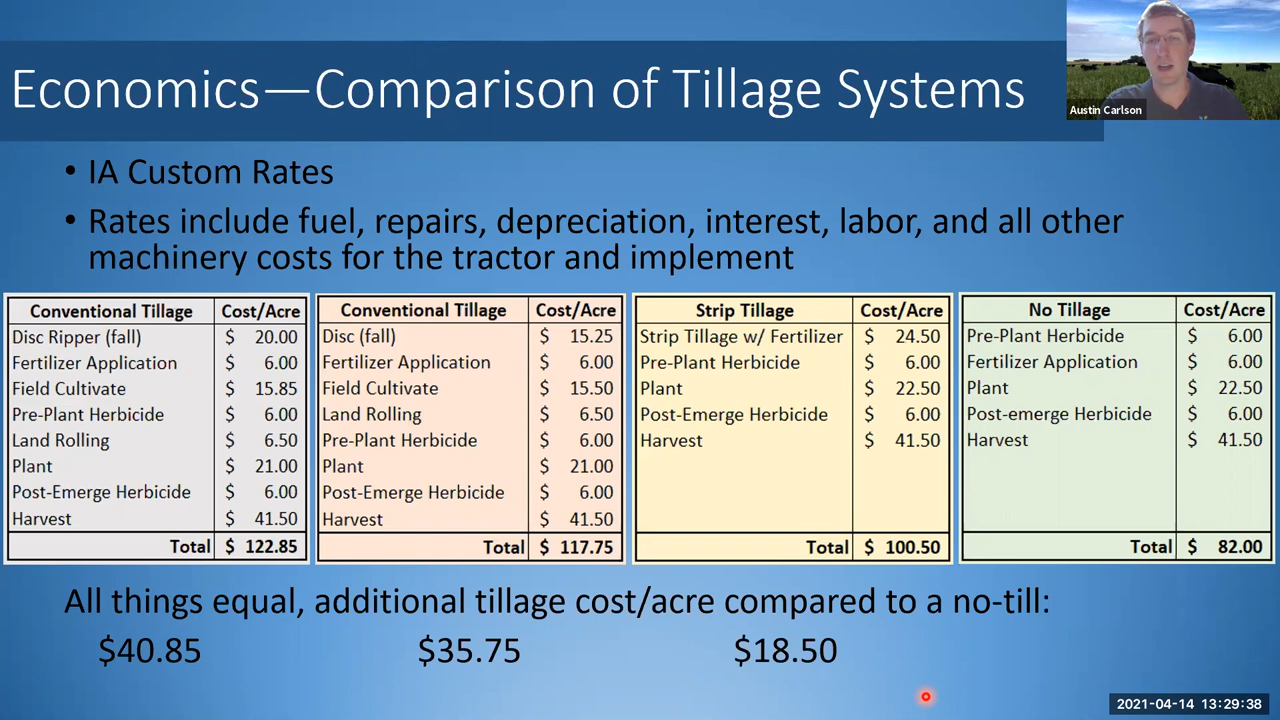 Economics—Comparison of Tillage Systems
Austin Carlson
• IA Custom Rates
• Rates include fuel, repairs, depreciation, interest, labor, and all other
machinery costs for the tractor and implement
Conventional Tillage Cost/Acre
Disc Ripper (fall) $ 20.00
Fertilizer Application $ 6.00
Field Cultivate $ 15.85
Pre-Plant Herbicide $ 6.00
Land Rolling $ 6.50
Plant $ 21.00
Post-Emerge Herbicide $ 6.00
Harvest $ 41.50
Total $ 122.85
Conventional Tillage Cost/Acre
Disc (fall) $ 15.25
Fertilizer Application $ 6.00
Field Cultivate $ 15.50
Land Rolling $ 6.50
Pre-Plant Herbicide $ 6.00
Plant $ 21.00
Post-Emerge Herbicide $ 6.00
Harvest $ 41.50
Total $ 117.75
Strip Tillage Cost/Acre
Strip Tillage w/ Fertilizer $ 24.50
Pre-Plant Herbicide $ 6.00
Plant $ 22.50
Post-Emerge Herbicide $ 6.00
Harvest $ 41.50
Total $ 100.50
No Tillage Cost/Acre
Pre-Plant Herbicide $ 6.00
Fertilizer Application $ 6.00
Plant $ 22.50
Post-emerge Herbicide $ 6.00
Harvest $ 41.50
Total $ 82.00
All things equal, additional tillage cost/acre compared to a no-till:
$40.85 $35.75 $18.50
2021-04-14 13:29:38